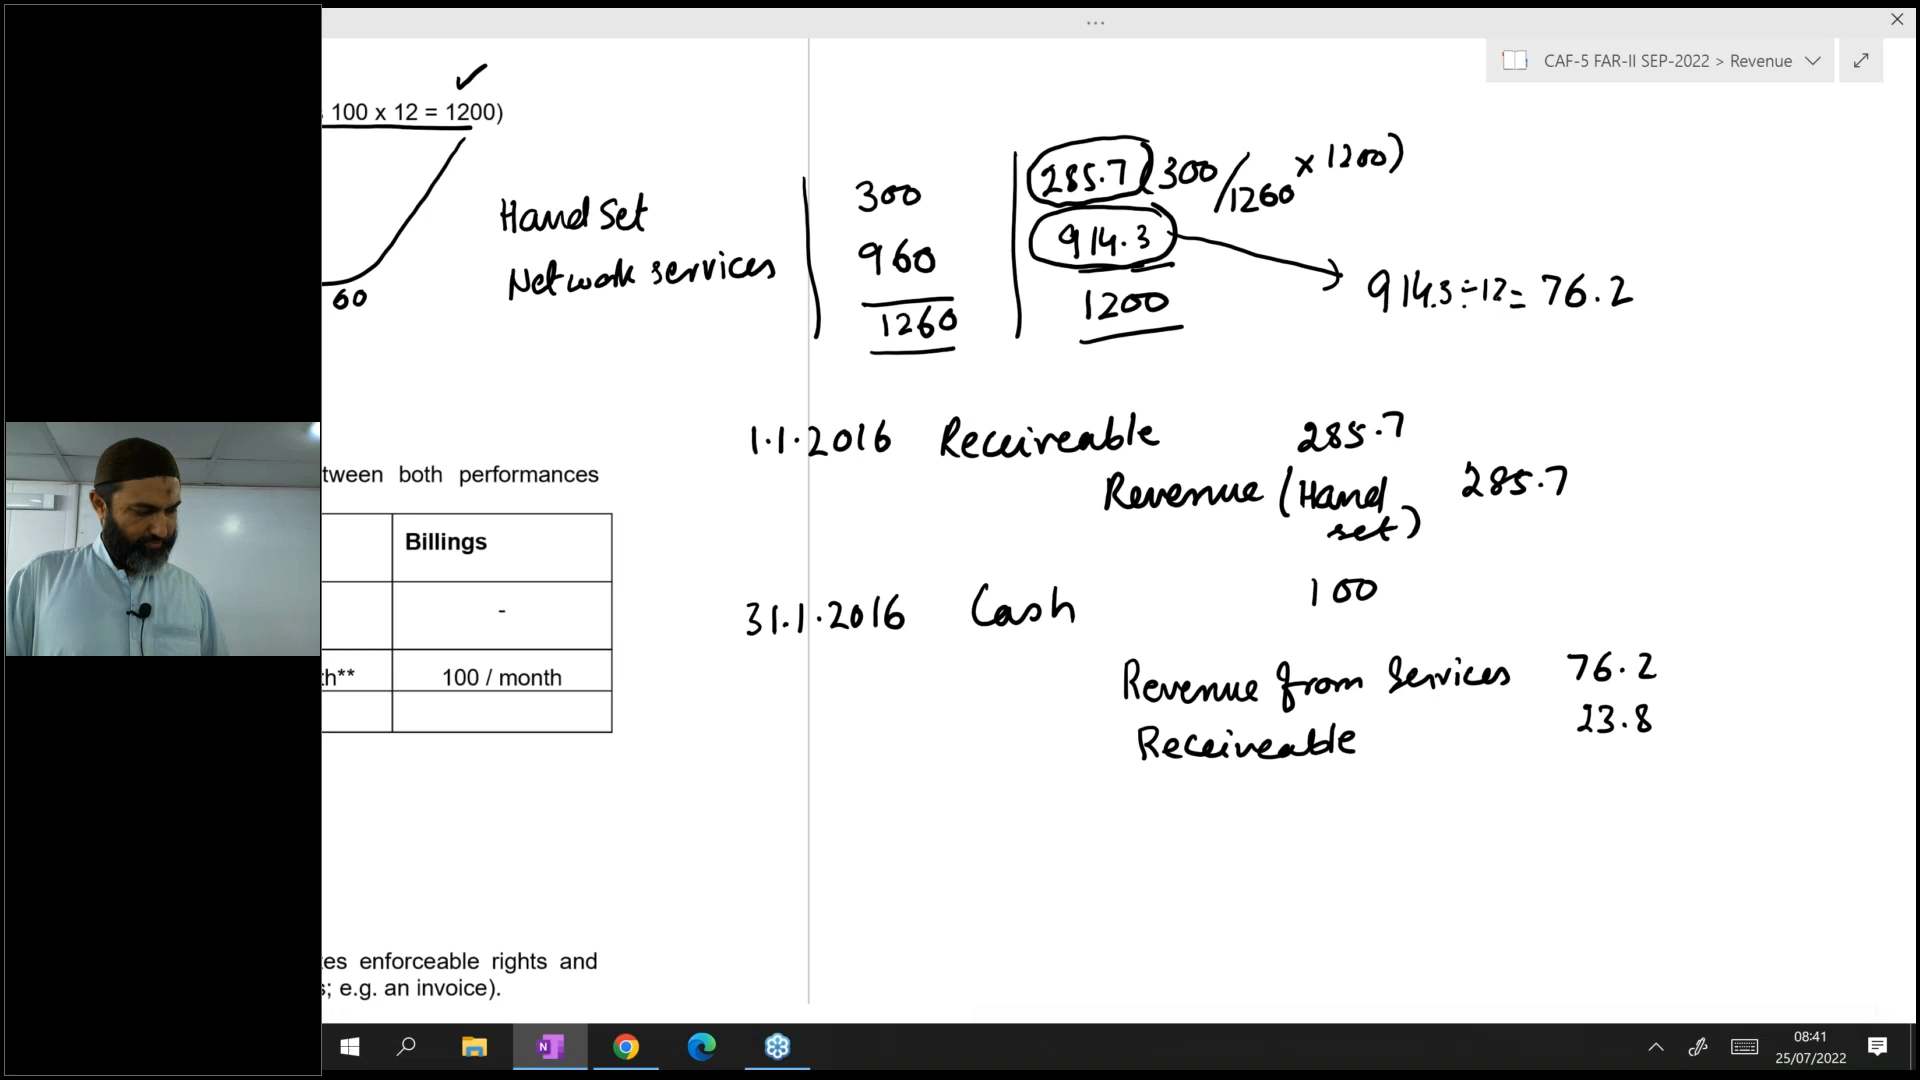 CAF-5 FAR-II SEP-2022 > Revenue
100 x 12 = 1200)
60
Hand Set 300 285.7 (300/1260 x 1200)
Network services 960 914.3 914.3 ÷ 12 = 76.2
1260 1200
1.1.2016 Receiveable 285.7
Revenue (Hand set) 285.7
31.1.2016 Cash 100
Revenue from Services 76.2
Receiveable 23.8
tween both performances
Billings
-
th** 100 / month
es enforceable rights and
; e.g. an invoice).
08:41
25/07/2022